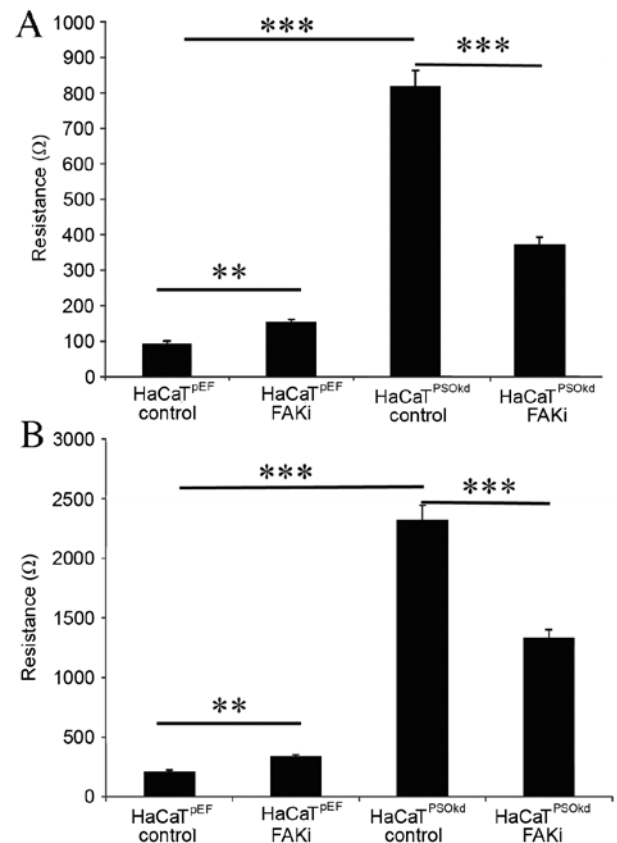 A
1000
900
800
700
600
500
400
300
200
100
0
Resistance (Ω)
***
***
**
HaCaT^pEF control
HaCaT^pEF FAKi
HaCaT^PSOkd control
HaCaT^PSOkd FAKi
B
3000
2500
2000
1500
1000
500
0
Resistance (Ω)
***
***
**
HaCaT^pEF control
HaCaT^pEF FAKi
HaCaT^PSOkd control
HaCaT^PSOkd FAKi